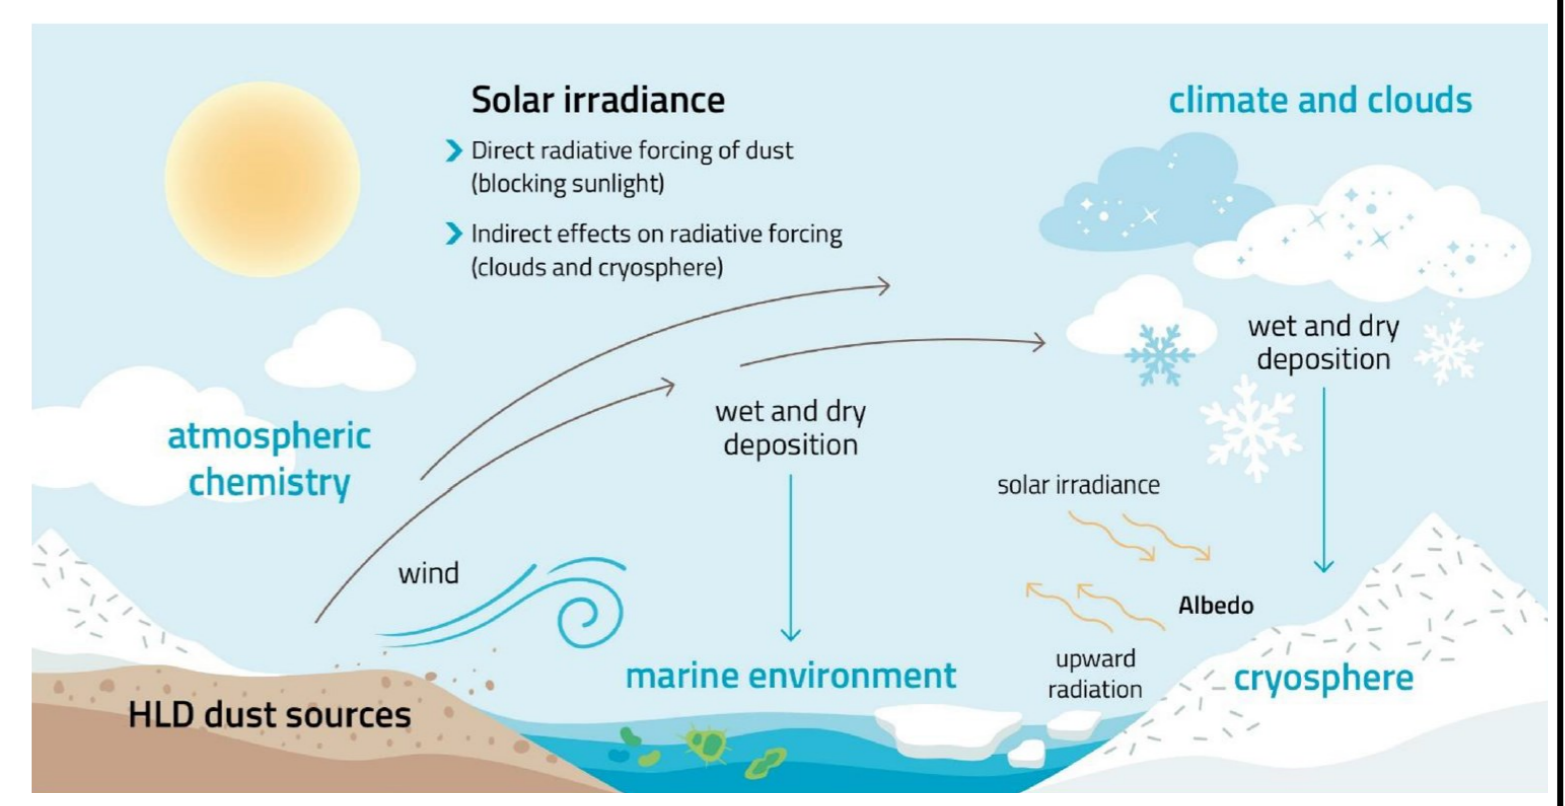 Solar irradiance
Direct radiative forcing of dust
(blocking sunlight)
Indirect effects on radiative forcing
(clouds and cryosphere)
climate and clouds
wet and dry
deposition
atmospheric
chemistry
wet and dry
deposition
wind
solar irradiance
Albedo
upward
radiation
marine environment
cryosphere
HLD dust sources